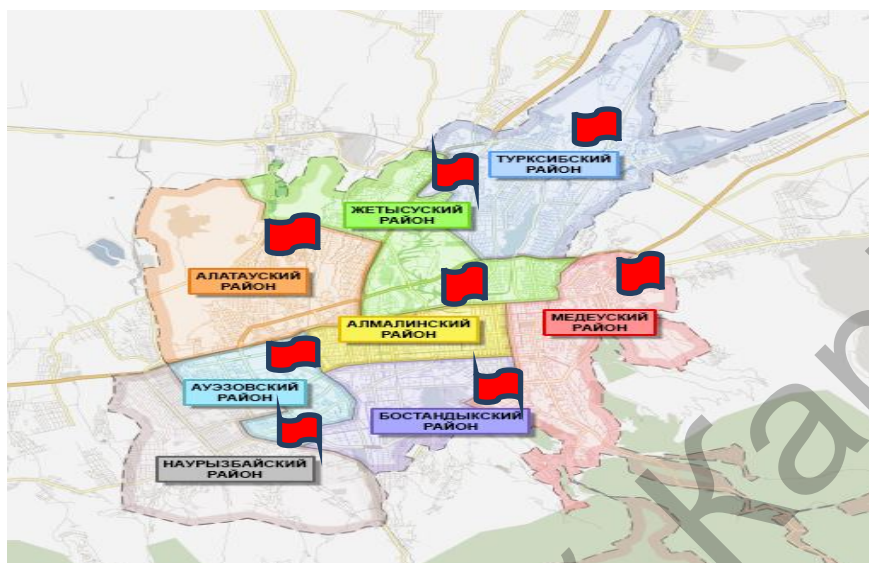 ТУРКСИБСКИЙ
РАЙОН
ЖЕТЫСУСКИЙ
РАЙОН
АЛАТАУСКИЙ
РАЙОН
АЛМАЛИНСКИЙ
РАЙОН
МЕДЕУСКИЙ
РАЙОН
АУЭЗОВСКИЙ
РАЙОН
БОСТАНДЫКСКИЙ
РАЙОН
НАУРЫЗБАЙСКИЙ
РАЙОН